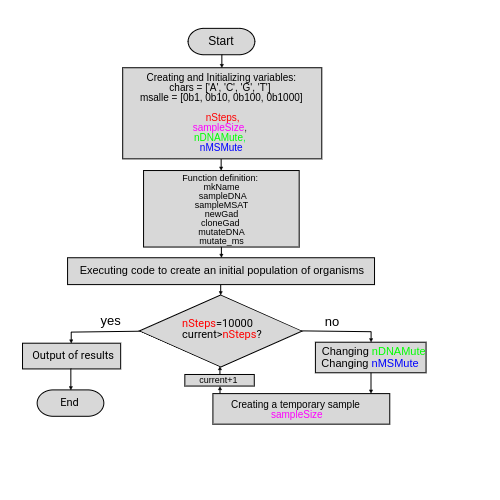 Start
Creating and Initializing variables:
chars = ['A', 'C', 'G', 'T']
msalle = [0b1, 0b10, 0b100, 0b1000]
nSteps,
sampleSize,
nDNAMute,
nMSMute
Function definition:
mkName
sampleDNA
sampleMSAT
newGad
cloneGad
mutateDNA
mutate_ms
Executing code to create an initial population of organisms
nSteps=10000
current>nSteps?
yes
no
Output of results
End
Changing nDNAMute
Changing nMSMute
current+1
Creating a temporary sample
sampleSize